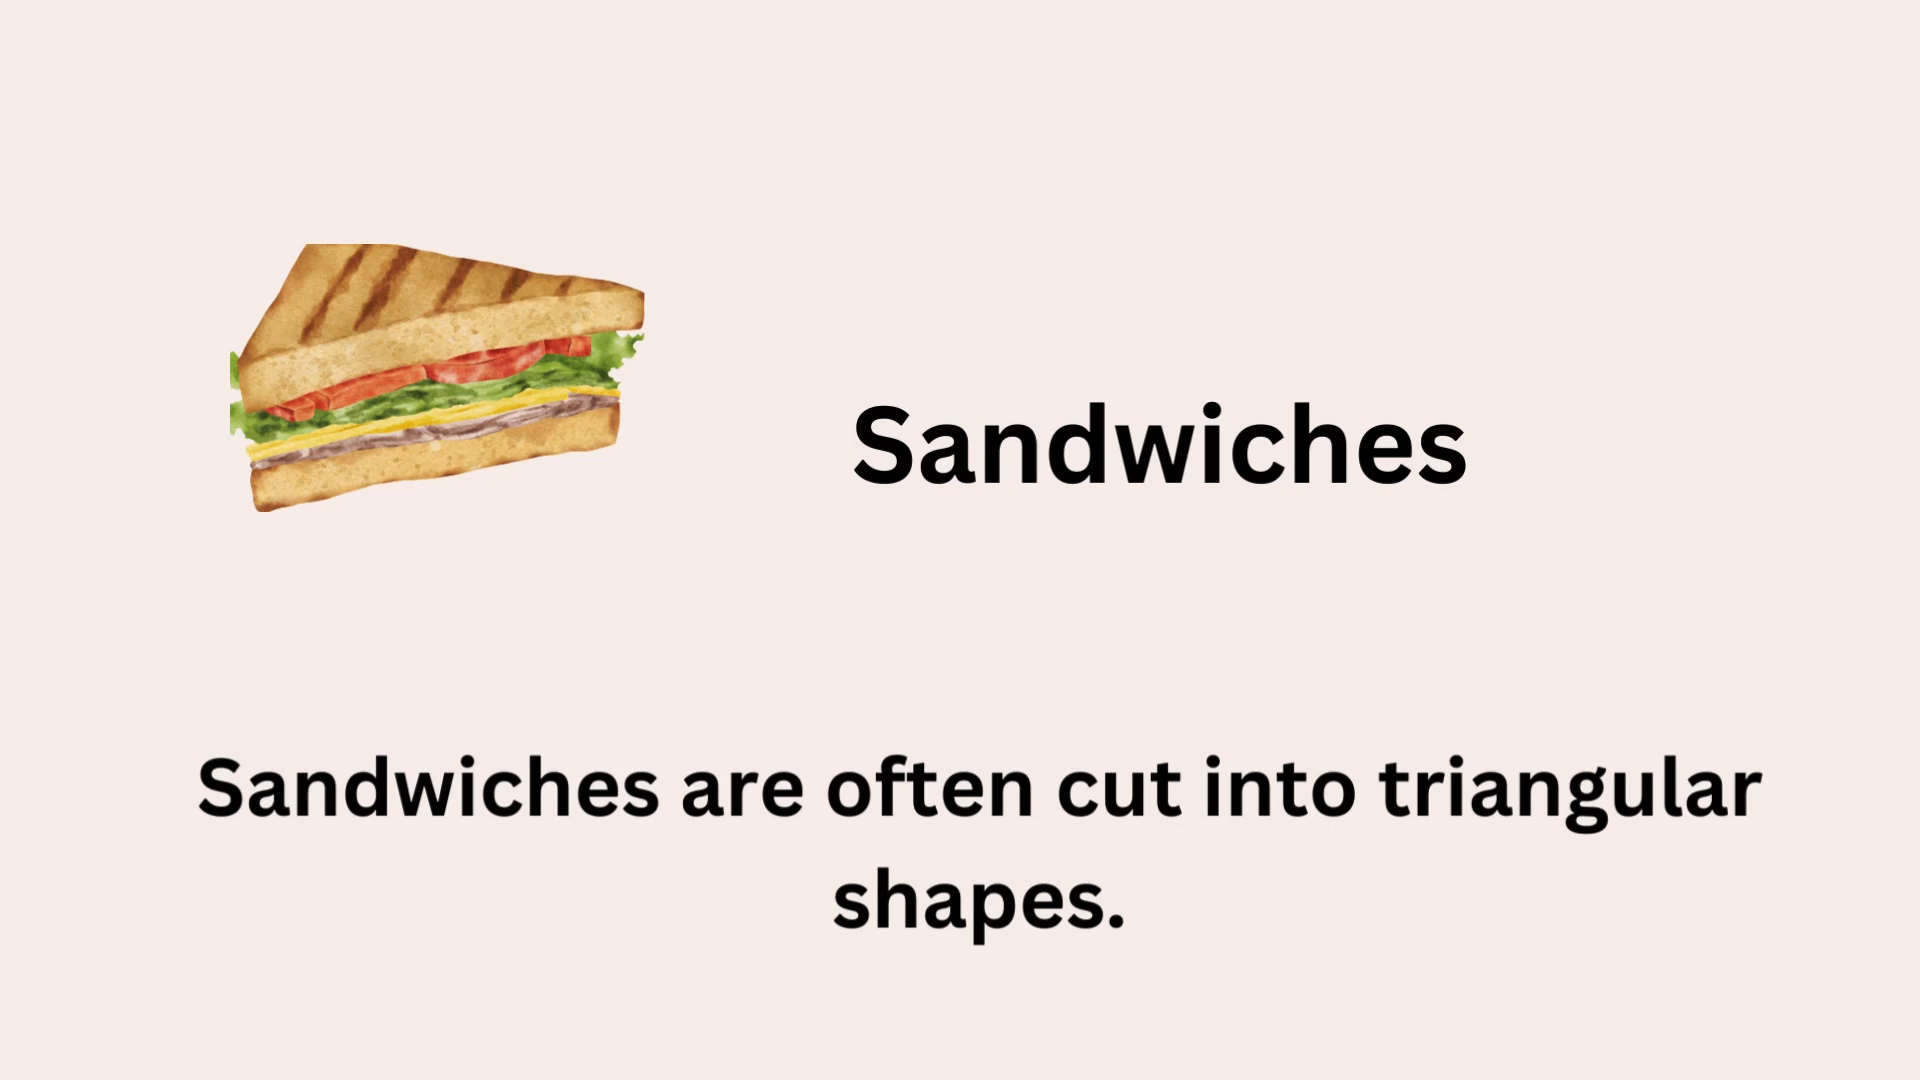 Sandwiches
Sandwiches are often cut into triangular
shapes.